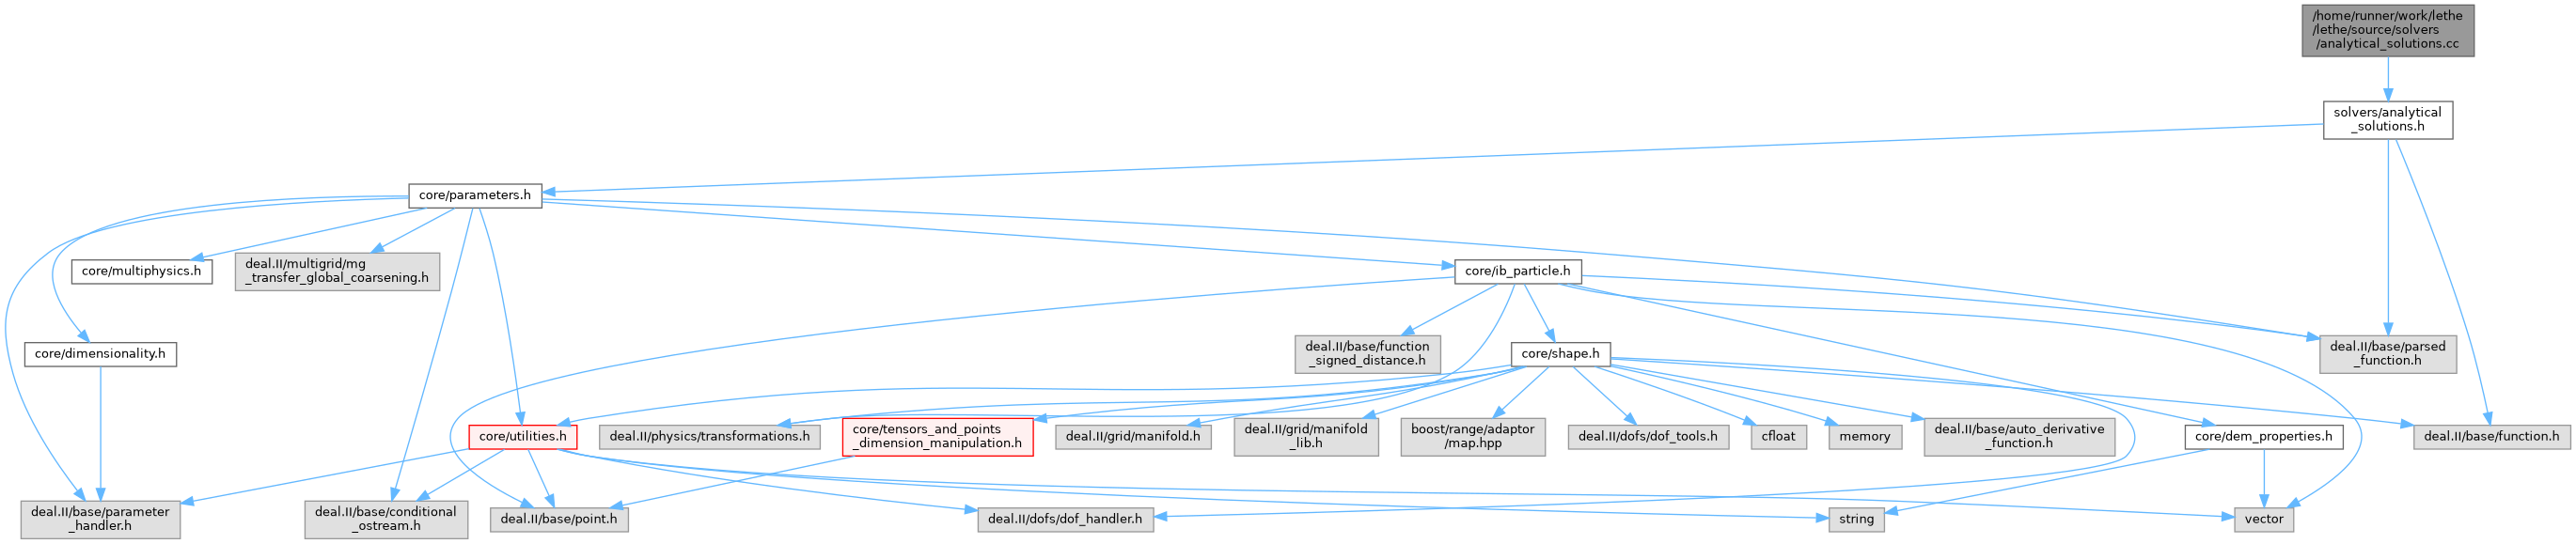 /home/runner/work/lethe
/lethe/source/solvers
/analytical_solutions.cc
solvers/analytical
_solutions.h
core/parameters.h
core/multiphysics.h
deal.II/multigrid/mg
_transfer_global_coarsening.h
core/ib_particle.h
core/dimensionality.h
deal.II/base/function
_signed_distance.h
core/shape.h
deal.II/base/parsed
_function.h
core/utilities.h
deal.II/physics/transformations.h
core/tensors_and_points
_dimension_manipulation.h
deal.II/grid/manifold.h
deal.II/grid/manifold
_lib.h
boost/range/adaptor
/map.hpp
deal.II/dofs/dof_tools.h
cfloat
memory
deal.II/base/auto_derivative
_function.h
core/dem_properties.h
deal.II/base/function.h
deal.II/base/parameter
_handler.h
deal.II/base/conditional
_ostream.h
deal.II/base/point.h
deal.II/dofs/dof_handler.h
string
vector